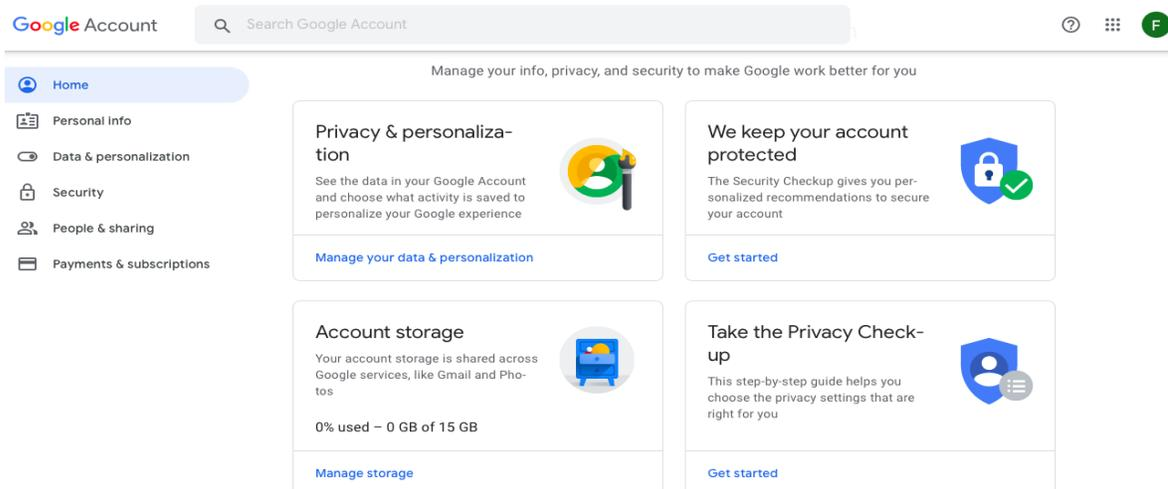 Google Account
Search Google Account
F
Manage your info, privacy, and security to make Google work better for you
Home
Personal info
Data & personalization
Security
People & sharing
Payments & subscriptions
Privacy & personaliza-
tion
See the data in your Google Account
and choose what activity is saved to
personalize your Google experience
Manage your data & personalization
We keep your account
protected
The Security Checkup gives you per-
sonalized recommendations to secure
your account
Get started
Account storage
Your account storage is shared across
Google services, like Gmail and Pho-
tos
0% used – 0 GB of 15 GB
Manage storage
Take the Privacy Check-
up
This step-by-step guide helps you
choose the privacy settings that are
right for you
Get started